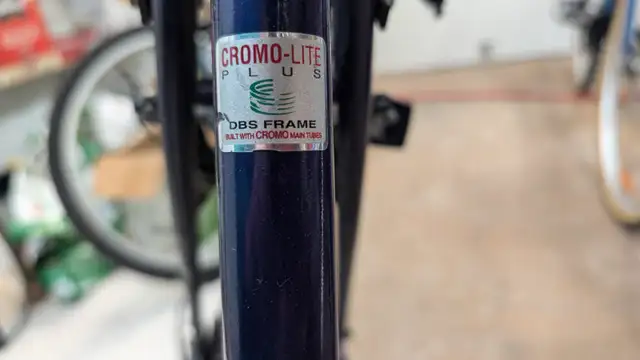 CROMO-LITE
PLUS
DBS FRAME
BUILT WITH CROMO MAIN TUBES